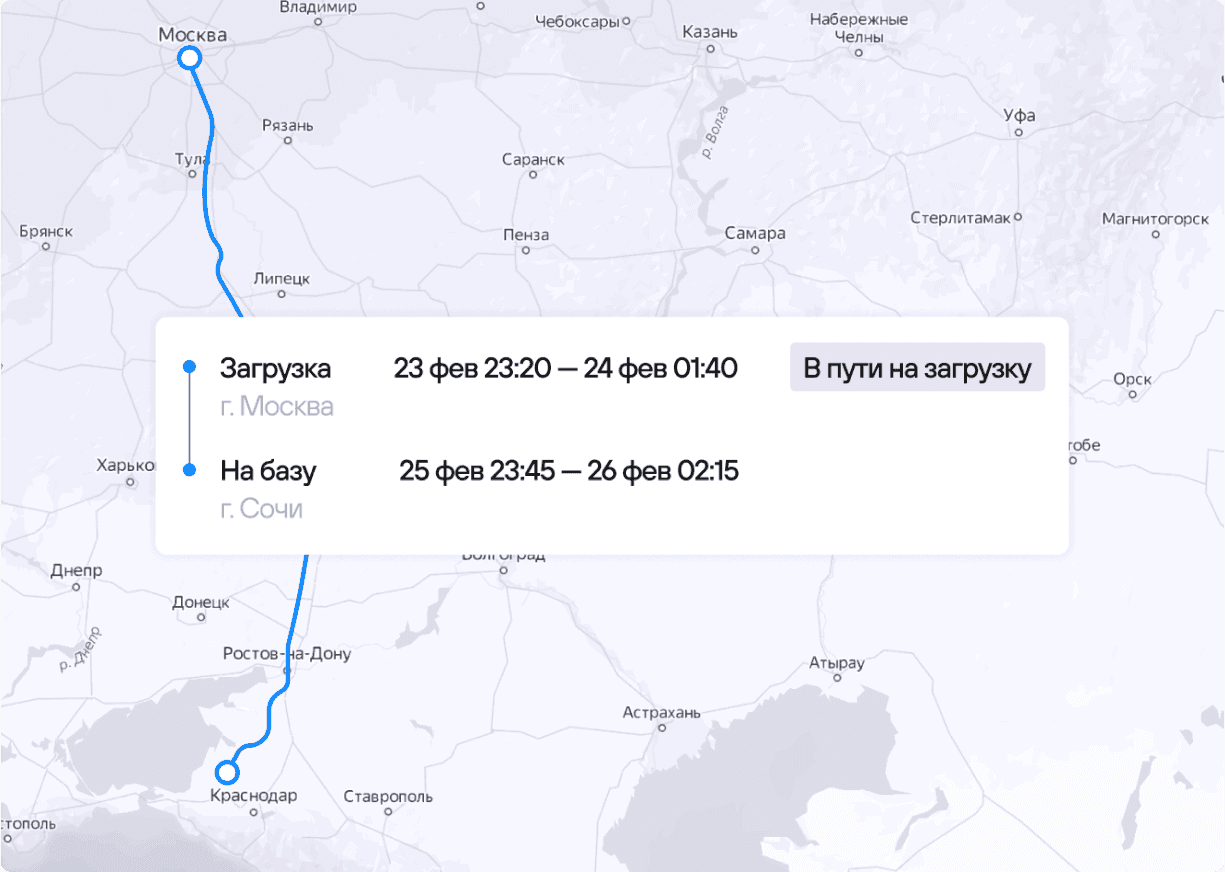 Владимир
Чебоксары
Набережные
Челны
Казань
Москва
Уфа
Рязань
р. Волга
Тула
Саранск
Стерлитамак
Магнитогорск
Брянск
Пенза
Самара
Липецк
Загрузка
23 фев 23:20 — 24 фев 01:40
В пути на загрузку
г. Москва
Орск
тобе
Харько
На базу
25 фев 23:45 — 26 фев 02:15
г. Сочи
Волгоград
Днепр
Донецк
р. Днепр
Ростов-на-Дону
Атырау
Астрахань
Краснодар
Ставрополь
стополь